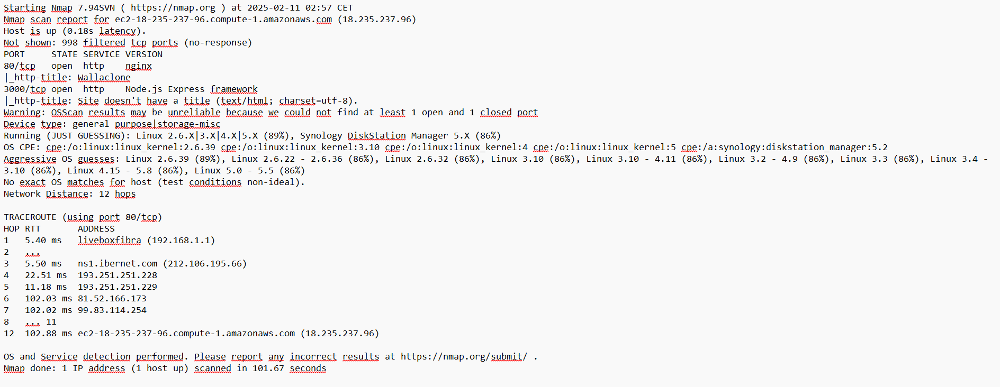 Starting Nmap 7.94SVN ( https://nmap.org ) at 2025-02-11 02:57 CET
Nmap scan report for ec2-18-235-237-96.compute-1.amazonaws.com (18.235.237.96)
Host is up (0.18s latency).
Not shown: 998 filtered tcp ports (no-response)
PORT     STATE SERVICE VERSION
80/tcp   open  http    nginx
|_http-title: Wallaclone
3000/tcp open  http    Node.js Express framework
|_http-title: Site doesn't have a title (text/html; charset=utf-8).
Warning: OSScan results may be unreliable because we could not find at least 1 open and 1 closed port
Device type: general purpose|storage-misc
Running (JUST GUESSING): Linux 2.6.X|3.X|4.X|5.X (89%), Synology DiskStation Manager 5.X (86%)
OS CPE: cpe:/o:linux:linux_kernel:2.6.39 cpe:/o:linux:linux_kernel:3.10 cpe:/o:linux:linux_kernel:4 cpe:/o:linux:linux_kernel:5 cpe:/a:synology:diskstation_manager:5.2
Aggressive OS guesses: Linux 2.6.39 (89%), Linux 2.6.22 - 2.6.36 (86%), Linux 2.6.32 (86%), Linux 3.10 (86%), Linux 3.10 - 4.11 (86%), Linux 3.2 - 4.9 (86%), Linux 3.3 (86%), Linux 3.4 -
3.10 (86%), Linux 4.15 - 5.8 (86%), Linux 5.0 - 5.5 (86%)
No exact OS matches for host (test conditions non-ideal).
Network Distance: 12 hops

TRACEROUTE (using port 80/tcp)
HOP RTT       ADDRESS
1   5.40 ms   liveboxfibra (192.168.1.1)
2   ...
3   5.50 ms   ns1.ibernet.com (212.106.195.66)
4   22.51 ms  193.251.251.228
5   11.18 ms  193.251.251.229
6   102.03 ms 81.52.166.173
7   102.02 ms 99.83.114.254
8   ... 11
12  102.88 ms ec2-18-235-237-96.compute-1.amazonaws.com (18.235.237.96)

OS and Service detection performed. Please report any incorrect results at https://nmap.org/submit/ .
Nmap done: 1 IP address (1 host up) scanned in 101.67 seconds